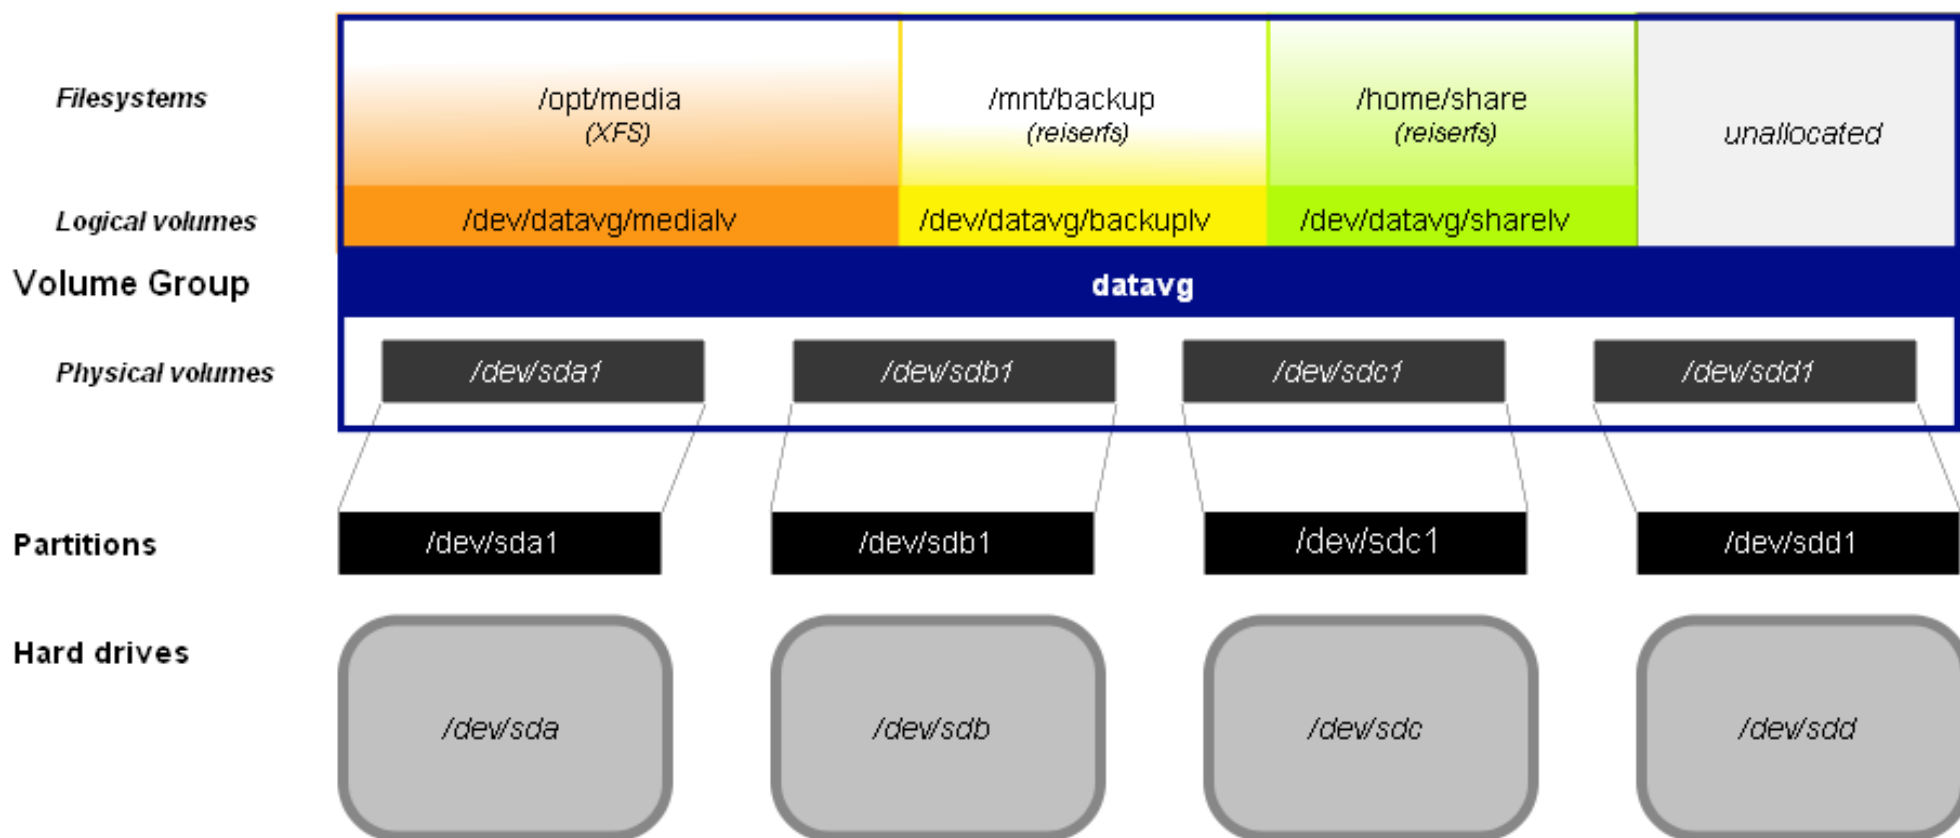 Filesystems
/opt/media
(XFS)
/mnt/backup
(reiserfs)
/home/share
(reiserfs)
unallocated
Logical volumes
/dev/datavg/medialv
/dev/datavg/backuplv
/dev/datavg/sharelv
Volume Group
datavg
Physical volumes
/dev/sda1
/dev/sdb1
/dev/sdc1
/dev/sdd1
Partitions
/dev/sda1
/dev/sdb1
/dev/sdc1
/dev/sdd1
Hard drives
/dev/sda
/dev/sdb
/dev/sdc
/dev/sdd